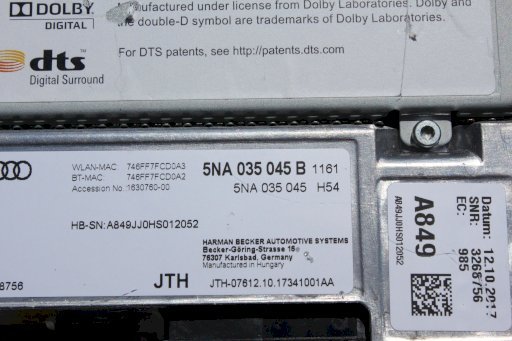 DOLBY
DIGITAL
Manufactured under license from Dolby Laboratories. Dolby and
the double-D symbol are trademarks of Dolby Laboratories.
dts
Digital Surround
For DTS patents, see http://patents.dts.com
WLAN-MAC: 746FF7FCD0A3
BT-MAC: 746FF7FCD0A2
Accession No. 1630760-00
5NA 035 045 B 1161
5NA 035 045 H54
HB-SN: A849JJ0HS012052
HARMAN BECKER AUTOMOTIVE SYSTEMS
Becker-Göring-Strasse 16
76307 Karlsbad, Germany
Manufactured in Hungary
8756
JTH
JTH-07612.10.17341001AA
Datum: 12.10.2017
SNR: 3268756
EC: 985
A849
A849JJ0HS012052